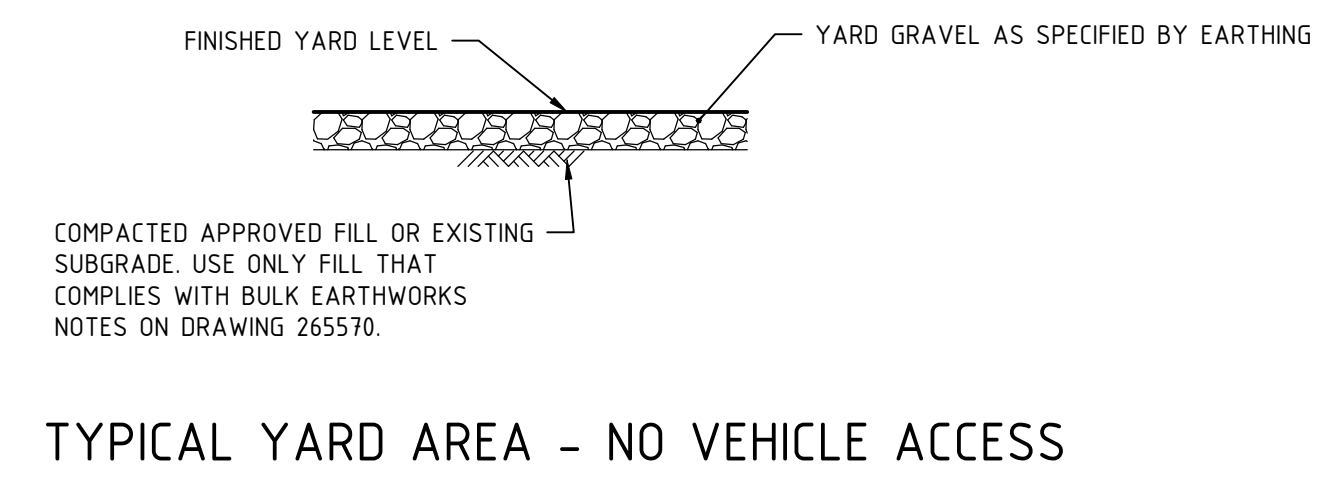 FINISHED YARD LEVEL
YARD GRAVEL AS SPECIFIED BY EARTHING
COMPACTED APPROVED FILL OR EXISTING
SUBGRADE. USE ONLY FILL THAT
COMPLIES WITH BULK EARTHWORKS
NOTES ON DRAWING 265570.
TYPICAL YARD AREA - NO VEHICLE ACCESS